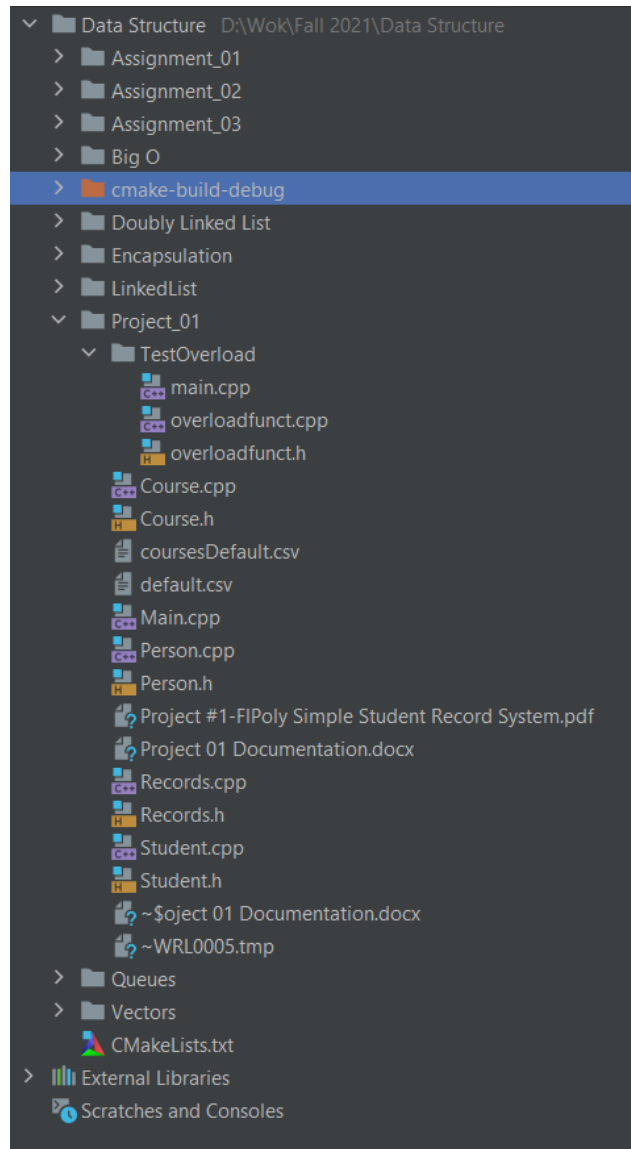 Data Structure D:\Wok\Fall 2021\Data Structure
Assignment_01
Assignment_02
Assignment_03
Big O
cmake-build-debug
Doubly Linked List
Encapsulation
LinkedList
Project_01
TestOverload
main.cpp
overloadfunct.cpp
overloadfunct.h
Course.cpp
Course.h
coursesDefault.csv
default.csv
Main.cpp
Person.cpp
Person.h
Project #1-FlPoly Simple Student Record System.pdf
Project 01 Documentation.docx
Records.cpp
Records.h
Student.cpp
Student.h
~$oject 01 Documentation.docx
~WRL0005.tmp
Queues
Vectors
CMakeLists.txt
External Libraries
Scratches and Consoles